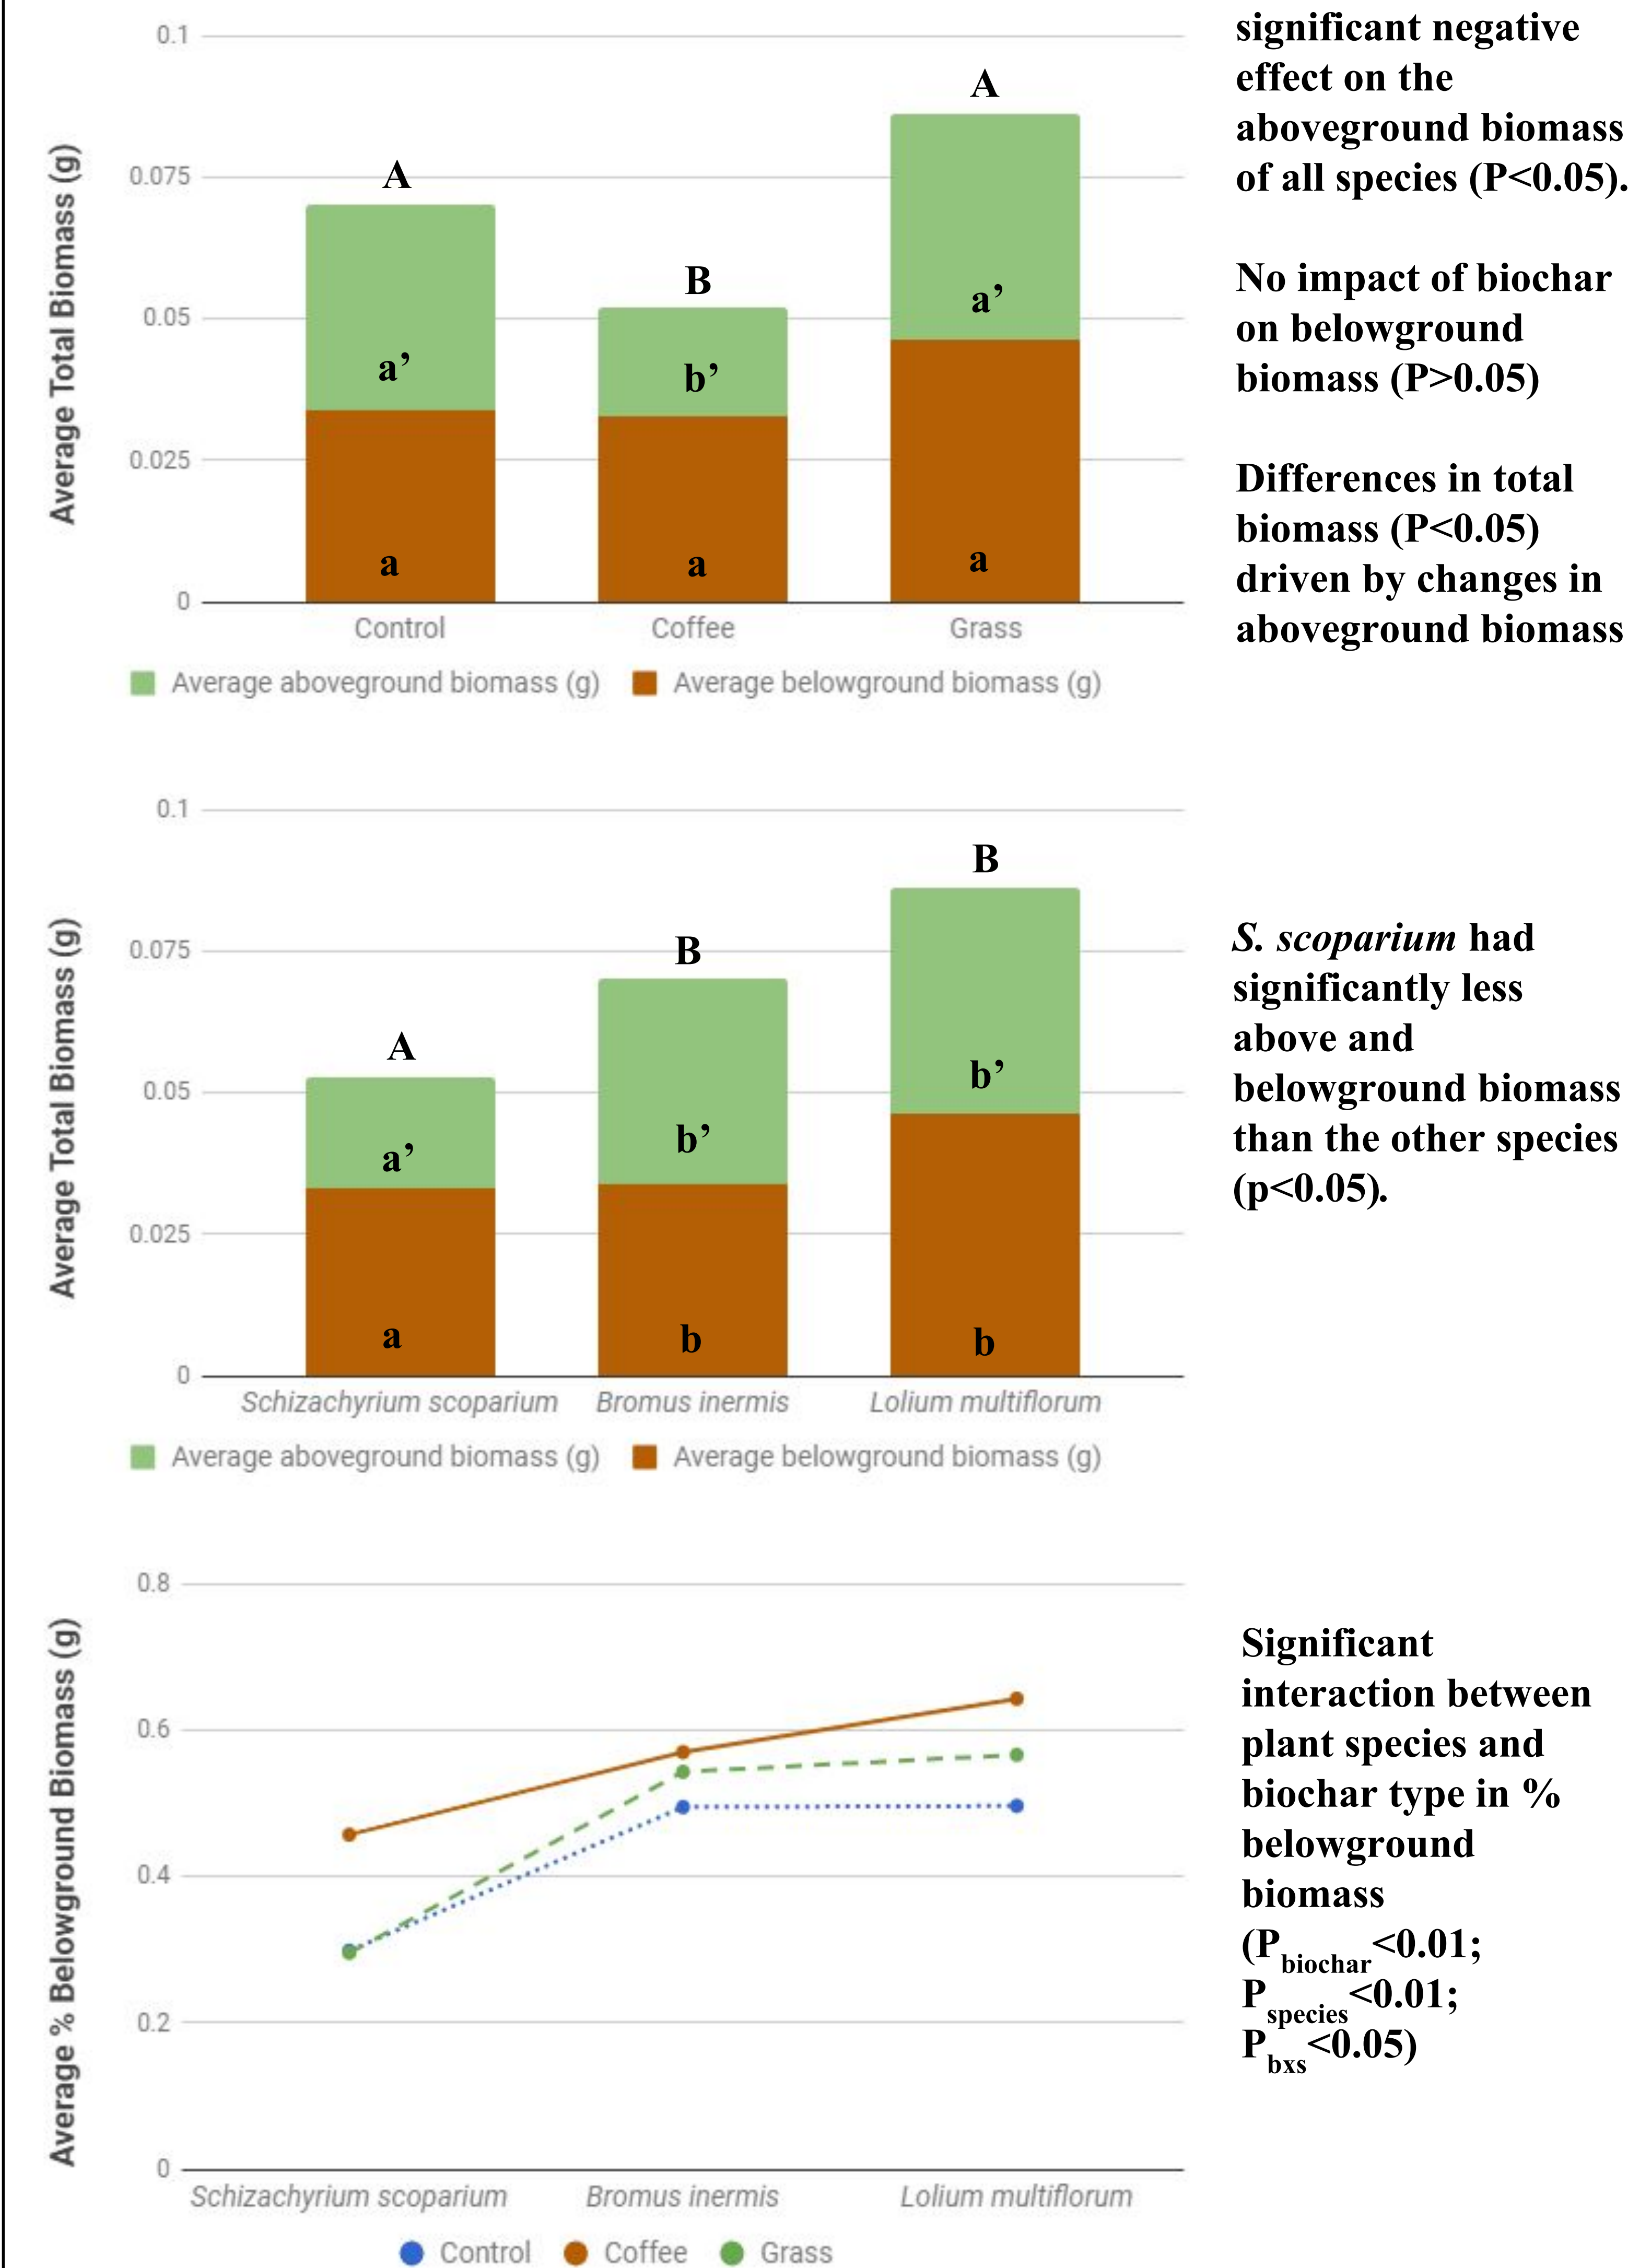 significant negative
effect on the
aboveground biomass
of all species (P<0.05).
No impact of biochar
on belowground
biomass (P>0.05)
Differences in total
biomass (P<0.05)
driven by changes in
aboveground biomass
Average Total Biomass (g)
0.1
0.075
0.05
0.025
0
A
B
A
a’
b’
a’
a
a
a
Control
Coffee
Grass
Average aboveground biomass (g)
Average belowground biomass (g)
Average Total Biomass (g)
0.1
0.075
0.05
0.025
0
A
B
B
a’
b’
b’
a
b
b
Schizachyrium scoparium
Bromus inermis
Lolium multiflorum
Average aboveground biomass (g)
Average belowground biomass (g)
S. scoparium had
significantly less
above and
belowground biomass
than the other species
(p<0.05).
Average % Belowground Biomass (g)
0.8
0.6
0.4
0.2
0
Schizachyrium scoparium
Bromus inermis
Lolium multiflorum
Control
Coffee
Grass
Significant
interaction between
plant species and
biochar type in %
belowground
biomass
(Pbiochar<0.01;
Pspecies<0.01;
Pbxs<0.05)